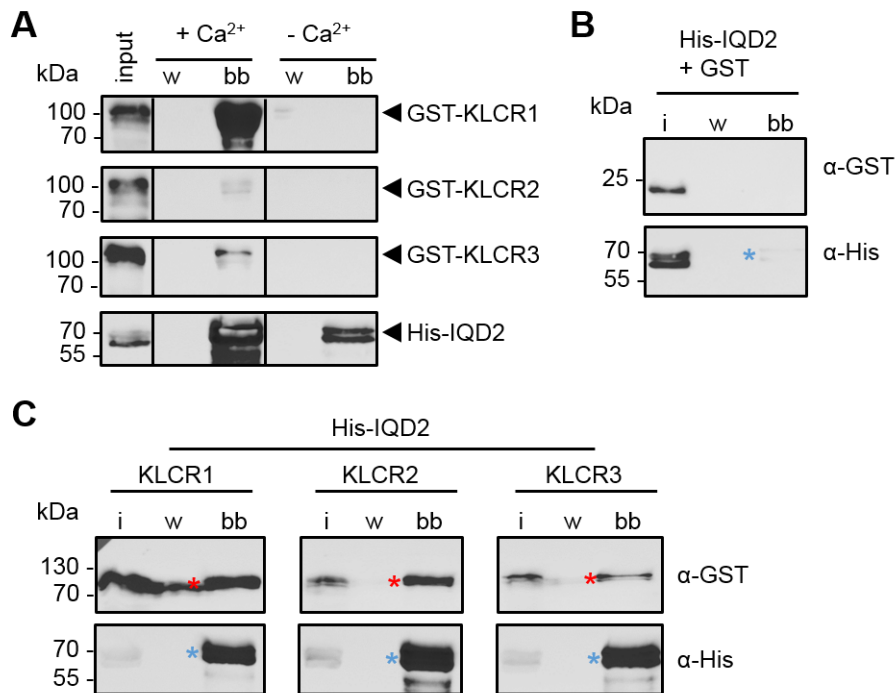 A
input
+ Ca²⁺ - Ca²⁺
kDa w bb w bb
100 -
70 -
GST-KLCR1
100 -
70 -
GST-KLCR2
100 -
70 -
GST-KLCR3
70 -
55 -
His-IQD2
B
His-IQD2
+ GST
kDa i w bb
25 -
α-GST
70 -
55 -
*
α-His
C
His-IQD2
KLCR1 KLCR2 KLCR3
kDa i w bb i w bb i w bb
130 -
70 -
* * *
α-GST
70 -
55 -
* * *
α-His